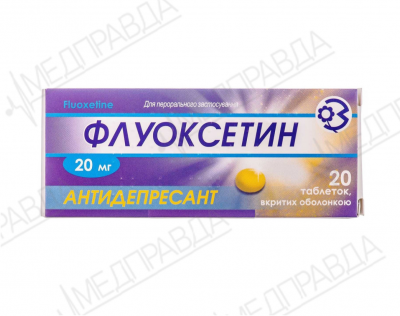 МЕДПРАВДА
Fluoxetine
Для перорального застосування
ФЛУОКСЕТИН
20 мг
АНТИДЕПРЕСАНТ
20
таблеток,
вкритих оболонкою
МЕДПРАВДА